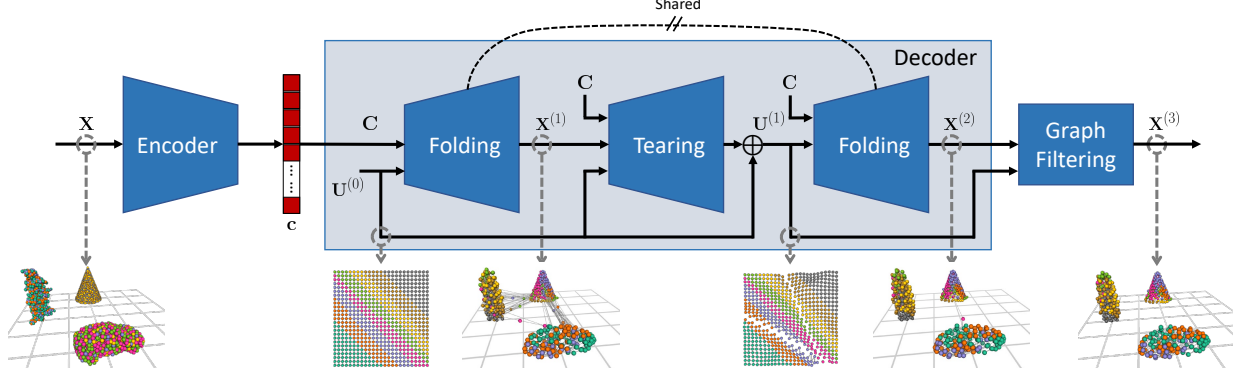 Shared
Decoder
X
Encoder
c
C
U^{(0)}
Folding
X^{(1)}
C
Tearing
U^{(1)}
C
Folding
X^{(2)}
Graph
Filtering
X^{(3)}